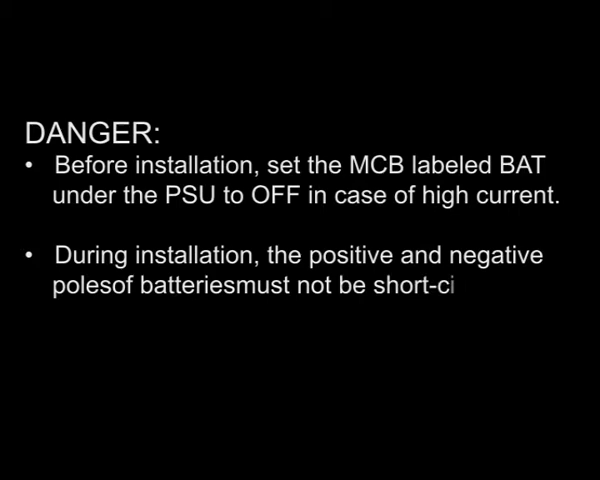 DANGER:
• Before installation, set the MCB labeled BAT
under the PSU to OFF in case of high current.
• During installation, the positive and negative
polesof batteriesmust not be short-ci